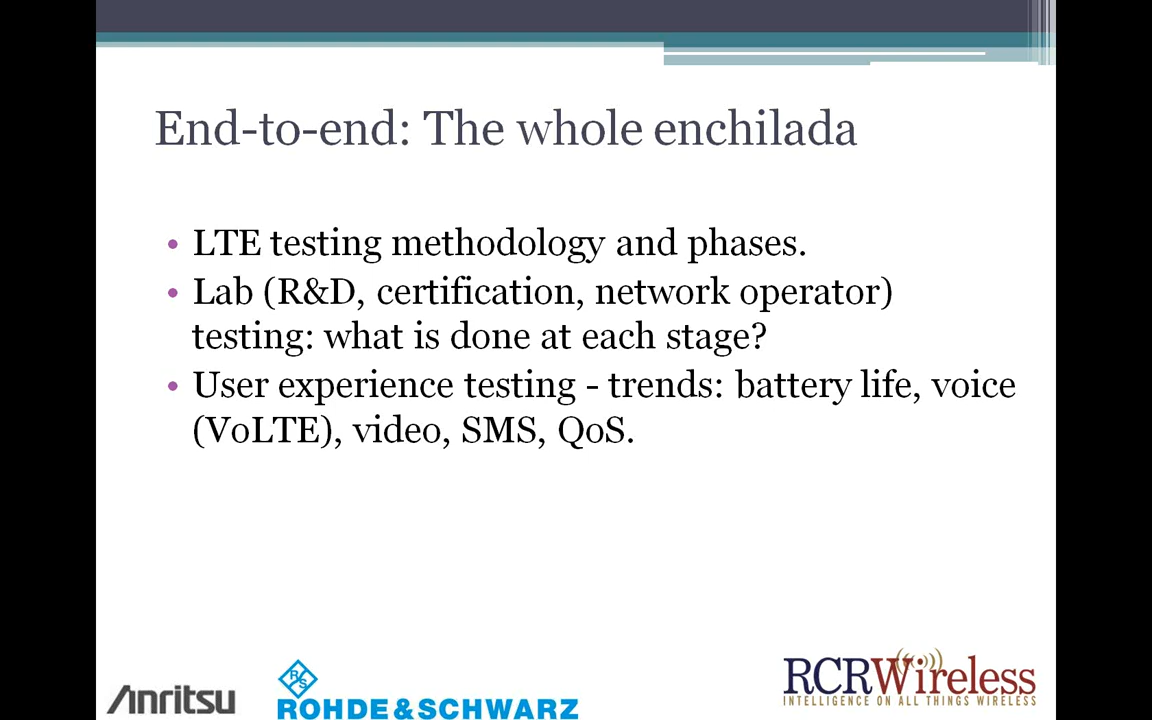 End-to-end: The whole enchilada
• LTE testing methodology and phases.
• Lab (R&D, certification, network operator)
testing: what is done at each stage?
• User experience testing - trends: battery life, voice
(VoLTE), video, SMS, QoS.
Anritsu
R S
ROHDE & SCHWARZ
RCRWireless
INTELLIGENCE ON ALL THINGS WIRELESS